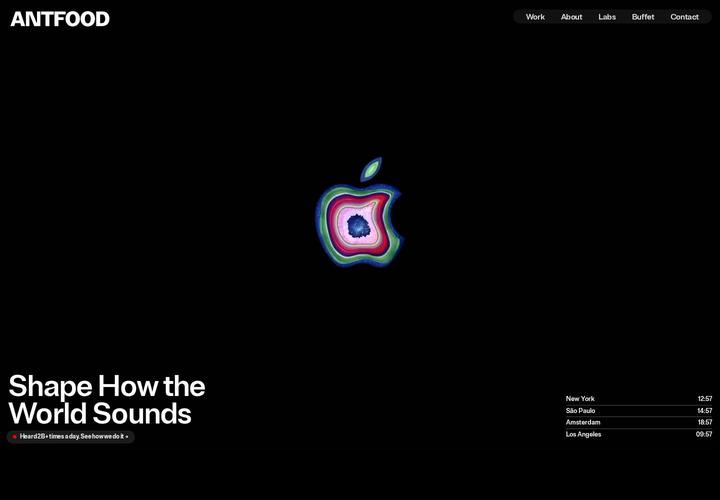 ANTFOOD
Work About Labs Buffet Contact
Shape How the
World Sounds
Heard 2B+ times a day. See how we do it +
New York 12:57
São Paulo 14:57
Amsterdam 18:57
Los Angeles 09:57